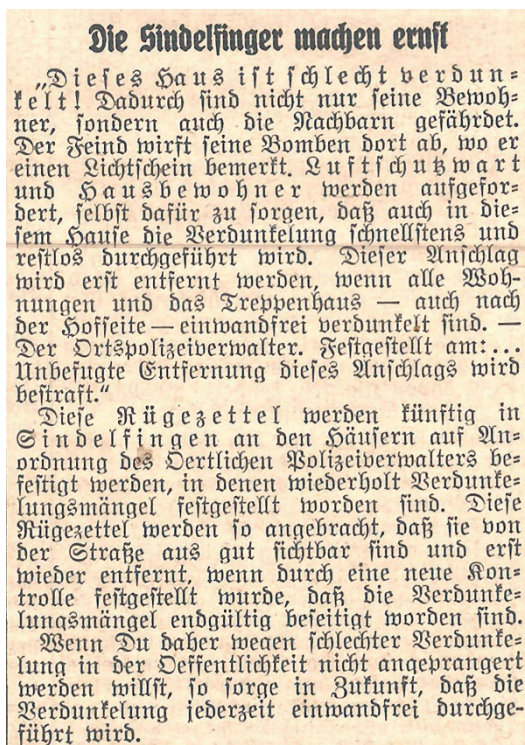 Die Sindelfinger machen ernst
„Dieses Haus ist schlecht verdun-
kelt! Dadurch sind nicht nur seine Bewoh-
ner, sondern auch die Nachbarn gefährdet.
Der Feind wirft seine Bomben dort ab, wo er
einen Lichtschein bemerkt. Luftschutzwart
und Hausbewohner werden aufgefor-
dert, selbst dafür zu sorgen, daß auch in die-
sem Hause die Verdunkelung schnellstens und
restlos durchgeführt wird. Dieser Anschlag
wird erst entfernt werden, wenn alle Woh-
nungen und das Treppenhaus — auch nach
der Hofseite — einwandfrei verdunkelt sind. —
Der Ortspolizeiverwalter. Festgestellt am:...
Unbefugte Entfernung dieses Anschlags wird
bestraft.“
Diese Rügezettel werden künftig in
Sindelfingen an den Häusern auf An-
ordnung des Oertlichen Polizeiverwalters be-
festigt werden, in denen wiederholt Verdunke-
lungsmängel festgestellt worden sind. Diese
Rügezettel werden so angebracht, daß sie von
der Straße aus gut sichtbar sind und erst
wieder entfernt, wenn durch eine neue Kon-
trolle festgestellt wurde, daß die Verdunke-
lungsmängel endgültig beseitigt worden sind.
Wenn Du daher wegen schlechter Verdunke-
lung in der Oeffentlichkeit nicht angeprangert
werden willst, so sorge in Zukunft, daß die
Verdunkelung jederzeit einwandfrei durchge-
führt wird.